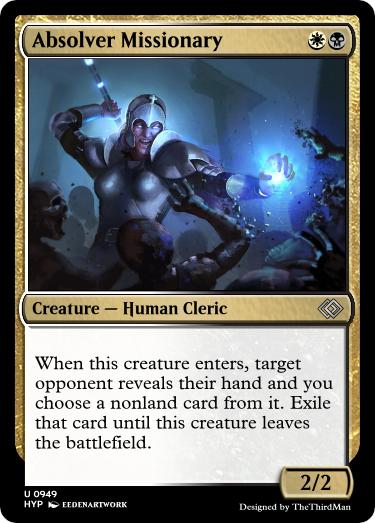 Absolver Missionary
Creature — Human Cleric
When this creature enters, target
opponent reveals their hand and you
choose a nonland card from it. Exile
that card until this creature leaves
the battlefield.
2/2
U 0949
HYP EEDENARTWORK
Designed by TheThirdMan